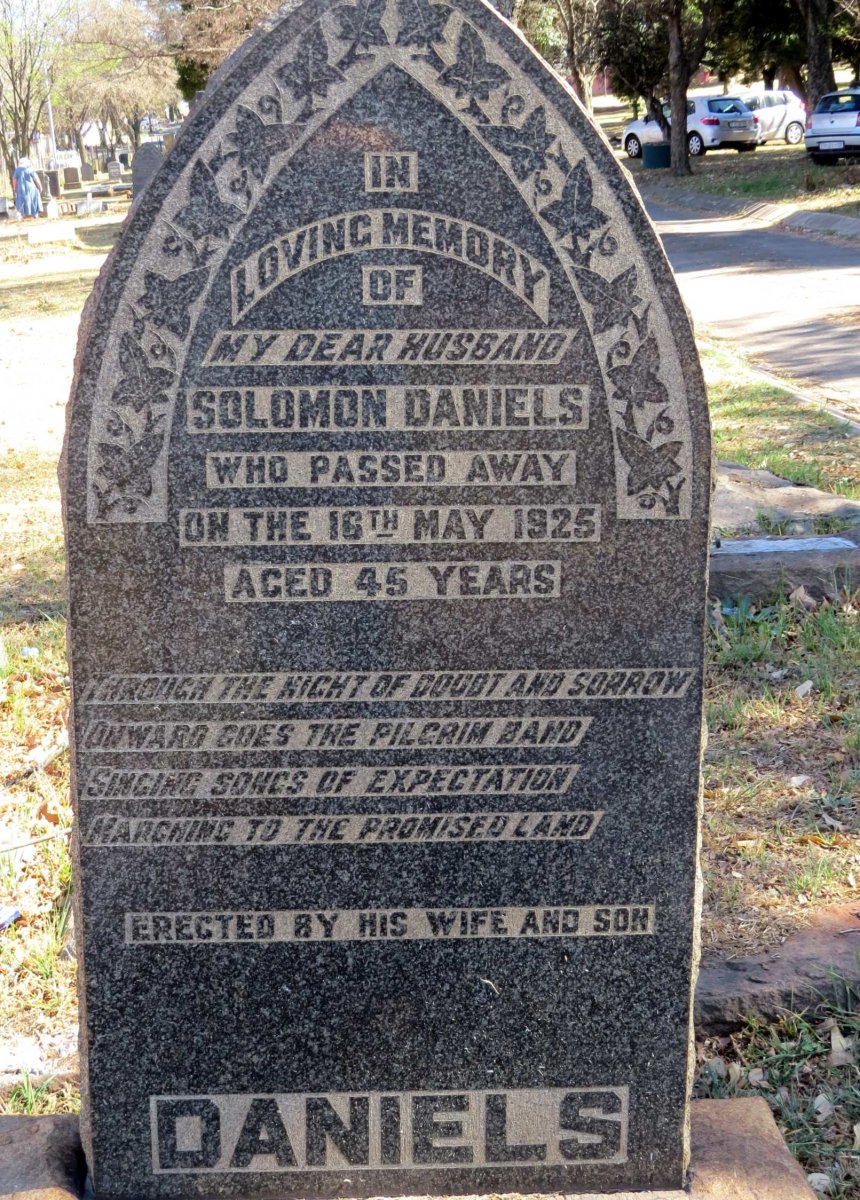 IN
LOVING MEMORY
OF
MY DEAR HUSBAND
SOLOMON DANIELS
WHO PASSED AWAY
ON THE 16TH MAY 1925
AGED 45 YEARS
THROUGH THE NIGHT OF DOUBT AND SORROW
ONWARD GOES THE PILGRIM BAND
SINGING SONGS OF EXPECTATION
MARCHING TO THE PROMISED LAND
ERECTED BY HIS WIFE AND SON
DANIELS